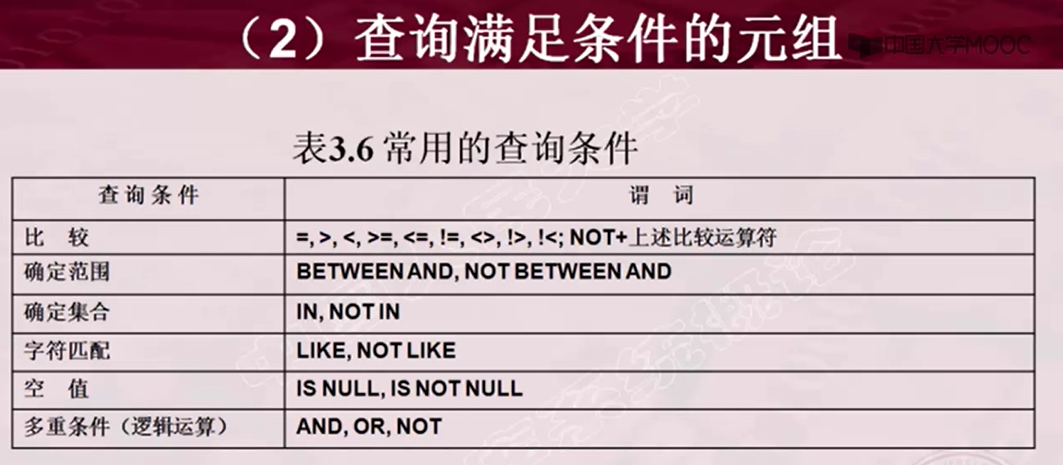 （2）查询满足条件的元组
中国大学MOOC
表3.6 常用的查询条件
查 询 条 件 谓 词
比 较 =, >, <, >=, <=, !=, <>, !>, !<; NOT+上述比较运算符
确定范围 BETWEEN AND, NOT BETWEEN AND
确定集合 IN, NOT IN
字符匹配 LIKE, NOT LIKE
空 值 IS NULL, IS NOT NULL
多重条件（逻辑运算） AND, OR, NOT